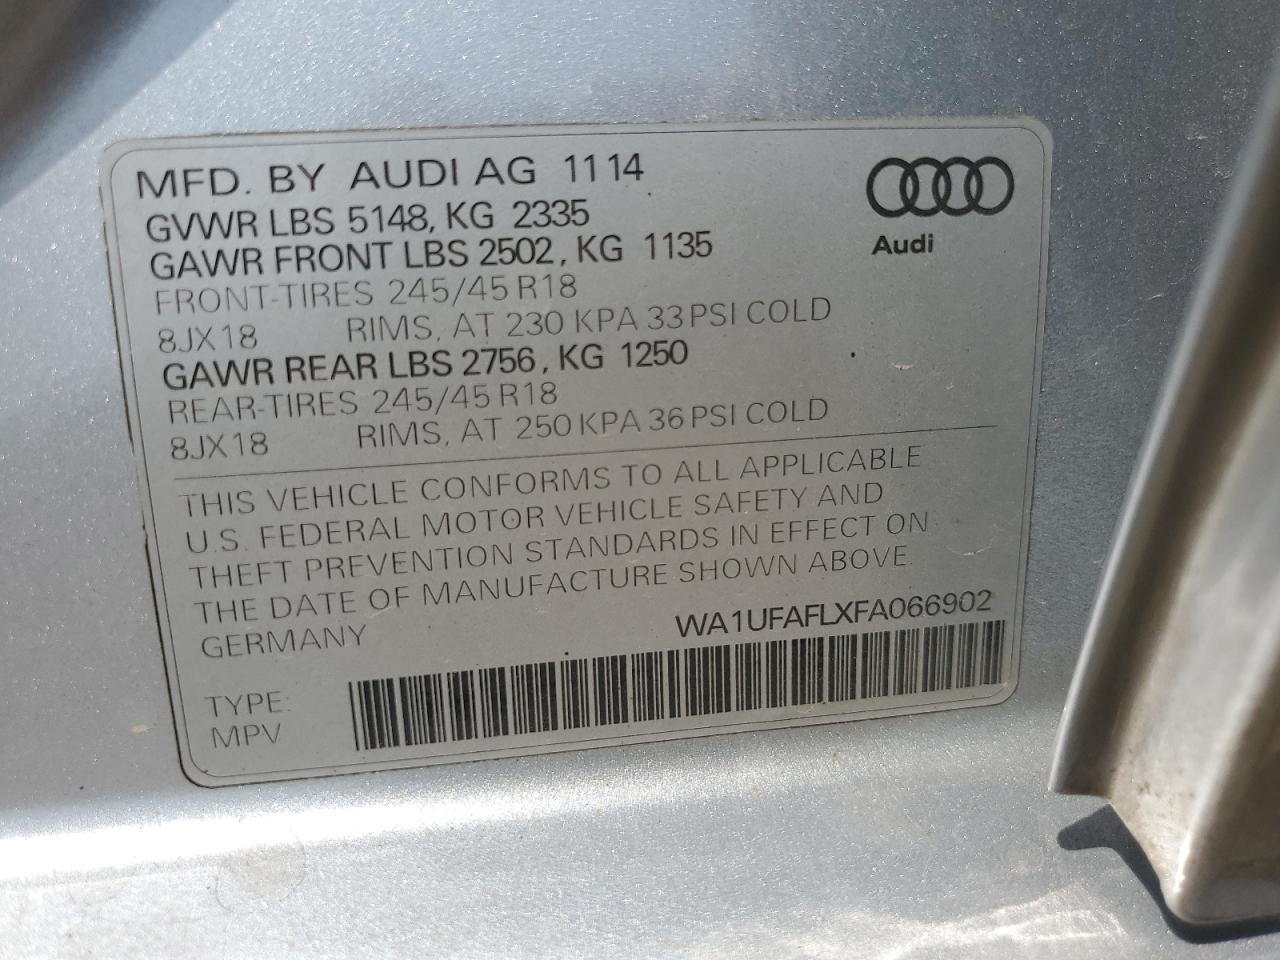 MFD. BY AUDI AG 1114
GVWR LBS 5148, KG 2335
GAWR FRONT LBS 2502, KG 1135
FRONT-TIRES 245/45 R18
8JX18 RIMS, AT 230 KPA 33 PSI COLD
GAWR REAR LBS 2756, KG 1250
REAR-TIRES 245/45 R18
8JX18 RIMS, AT 250 KPA 36 PSI COLD
Audi
THIS VEHICLE CONFORMS TO ALL APPLICABLE
U.S. FEDERAL MOTOR VEHICLE SAFETY AND
THEFT PREVENTION STANDARDS IN EFFECT ON
THE DATE OF MANUFACTURE SHOWN ABOVE.
GERMANY
WA1UFAFLXFA066902
TYPE:
MPV